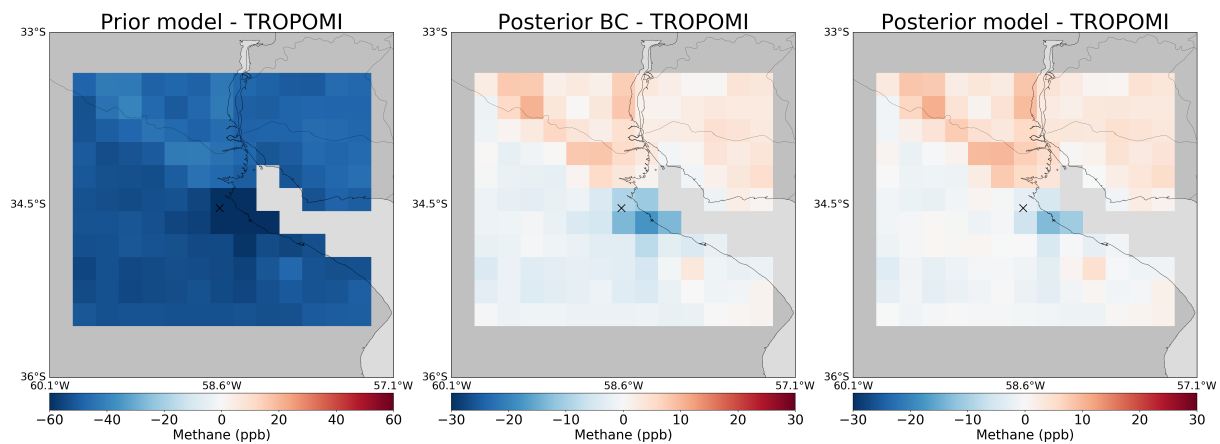 Prior model - TROPOMI
Posterior BC - TROPOMI
Posterior model - TROPOMI
33°S
33°S
33°S
34.5°S
34.5°S
34.5°S
36°S
36°S
36°S
60.1°W 58.6°W 57.1°W
60.1°W 58.6°W 57.1°W
60.1°W 58.6°W 57.1°W
−60 −40 −20 0 20 40 60
−30 −20 −10 0 10 20 30
−30 −20 −10 0 10 20 30
Methane (ppb)
Methane (ppb)
Methane (ppb)